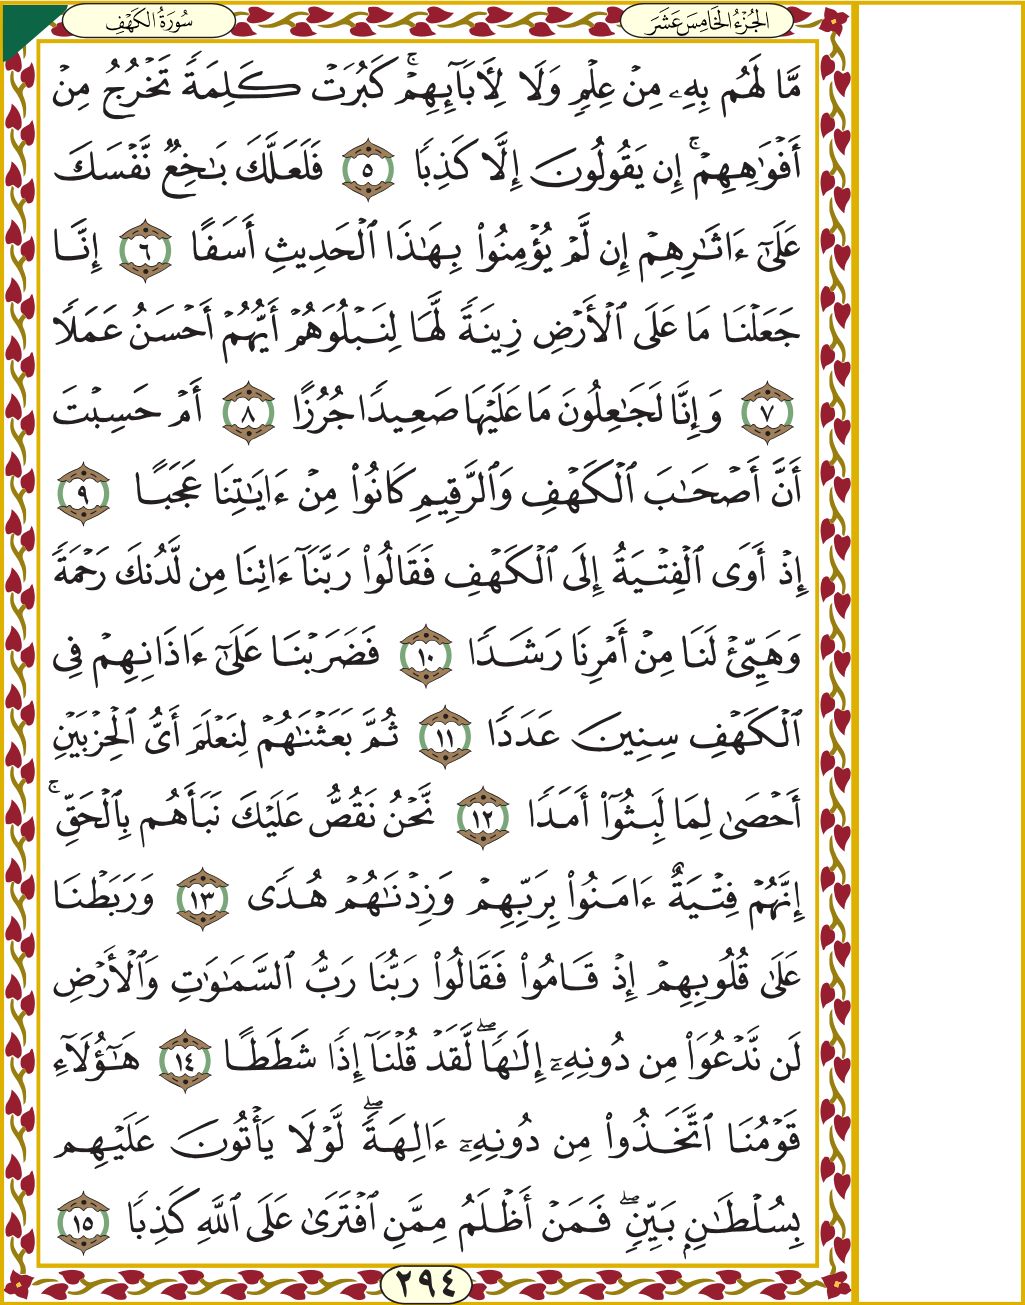 الجُزْءُ الخَامِسَ عَشَرَ
سُورَةُ الكَهْفِ
مَّا لَهُم بِهِۦ مِنْ عِلْمٍ وَلَا لِأَبَآئِهِمْ ۚ كَبُرَتْ كَلِمَةً تَخْرُجُ مِنْ
أَفْوَٰهِهِمْ ۚ إِن يَقُولُونَ إِلَّا كَذِبًا ٥ فَلَعَلَّكَ بَـٰخِعٌ نَّفْسَكَ
عَلَىٰٓ ءَاثَـٰرِهِمْ إِن لَّمْ يُؤْمِنُوا۟ بِهَـٰذَا ٱلْحَدِيثِ أَسَفًا ٦ إِنَّا
جَعَلْنَا مَا عَلَى ٱلْأَرْضِ زِينَةً لَّهَا لِنَبْلُوَهُمْ أَيُّهُمْ أَحْسَنُ عَمَلًا
٧ وَإِنَّا لَجَـٰعِلُونَ مَا عَلَيْهَا صَعِيدًا جُرُزًا ٨ أَمْ حَسِبْتَ
أَنَّ أَصْحَـٰبَ ٱلْكَهْفِ وَٱلرَّقِيمِ كَانُوا۟ مِنْ ءَايَـٰتِنَا عَجَبًا ٩
إِذْ أَوَى ٱلْفِتْيَةُ إِلَى ٱلْكَهْفِ فَقَالُوا۟ رَبَّنَآ ءَاتِنَا مِن لَّدُنكَ رَحْمَةً
وَهَيِّئْ لَنَا مِنْ أَمْرِنَا رَشَدًا ١٠ فَضَرَبْنَا عَلَىٰٓ ءَاذَانِهِمْ فِى
ٱلْكَهْفِ سِنِينَ عَدَدًا ١١ ثُمَّ بَعَثْنَـٰهُمْ لِنَعْلَمَ أَىُّ ٱلْحِزْبَيْنِ
أَحْصَىٰ لِمَا لَبِثُوٓا۟ أَمَدًا ١٢ نَّحْنُ نَقُصُّ عَلَيْكَ نَبَأَهُم بِٱلْحَقِّ ۚ
إِنَّهُمْ فِتْيَةٌ ءَامَنُوا۟ بِرَبِّهِمْ وَزِدْنَـٰهُمْ هُدًى ١٣ وَرَبَطْنَا
عَلَىٰ قُلُوبِهِمْ إِذْ قَامُوا۟ فَقَالُوا۟ رَبُّنَا رَبُّ ٱلسَّمَـٰوَٰتِ وَٱلْأَرْضِ
لَن نَّدْعُوَا۟ مِن دُونِهِۦٓ إِلَـٰهًا ۖ لَّقَدْ قُلْنَآ إِذًا شَطَطًا ١٤ هَـٰٓؤُلَآءِ
قَوْمُنَا ٱتَّخَذُوا۟ مِن دُونِهِۦٓ ءَالِهَةً ۖ لَّوْلَا يَأْتُونَ عَلَيْهِم
بِسُلْطَـٰنٍۭ بَيِّنٍ ۖ فَمَنْ أَظْلَمُ مِمَّنِ ٱفْتَرَىٰ عَلَى ٱللَّهِ كَذِبًا ١٥
٢٩٤